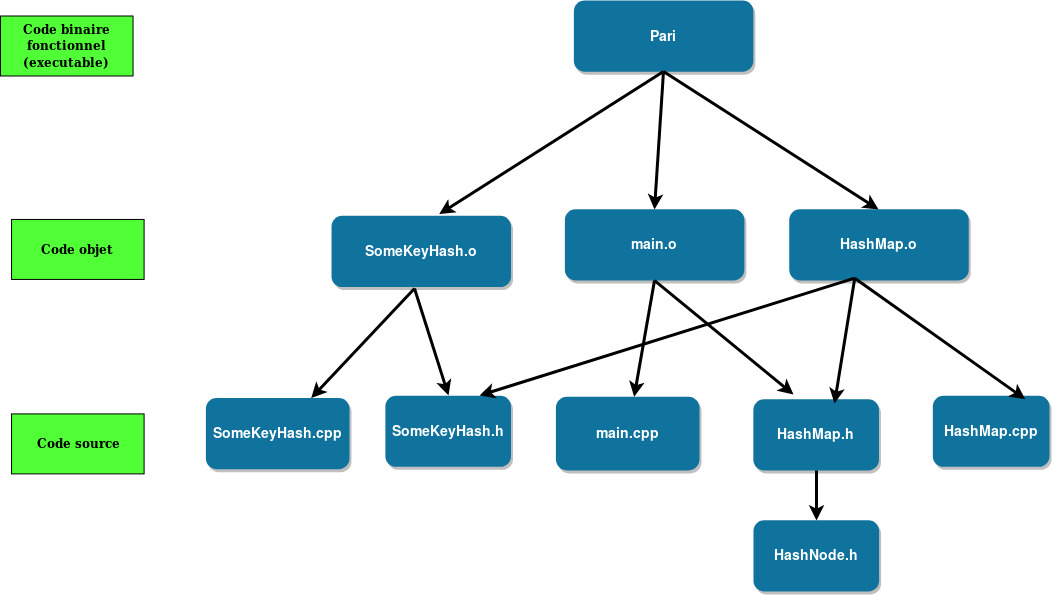 Code binaire
fonctionnel
(executable)
Pari
Code objet
SomeKeyHash.o
main.o
HashMap.o
Code source
SomeKeyHash.cpp
SomeKeyHash.h
main.cpp
HashMap.h
HashMap.cpp
HashNode.h